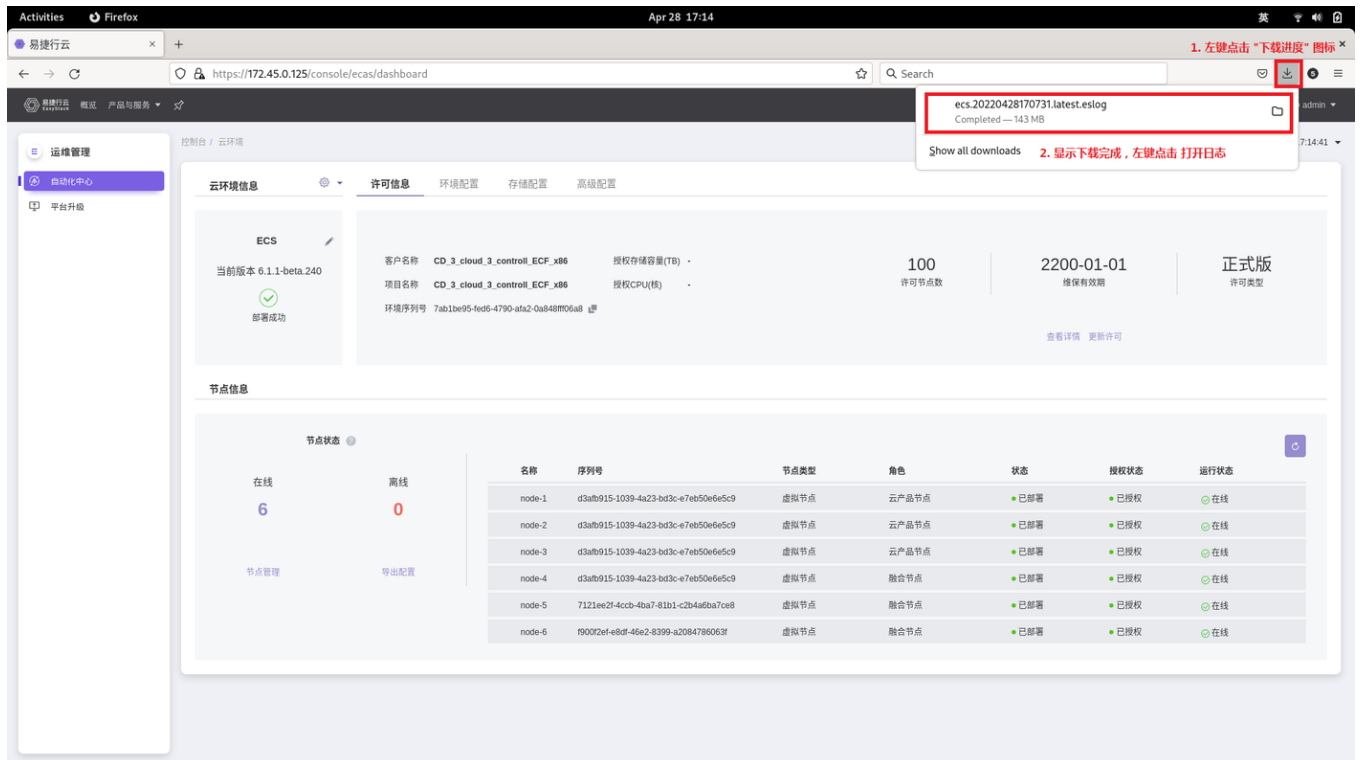 Activities Firefox Apr 28 17:14 英
易捷行云 × + 1. 左键点击 "下载进度" 图标 ×
https://172.45.0.125/console/ecas/dashboard Search
易捷行云 EasyStack 概览 产品与服务 admin
ecs.20220428170731.latest.eslog
Completed — 143 MB
Show all downloads 2. 显示下载完成，左键点击 打开日志
运维管理
自动化中心
平台升级
控制台 / 云环境 7:14:41
云环境信息 许可信息 环境配置 存储配置 高级配置
ECS
当前版本 6.1.1-beta.240
部署成功
客户名称 CD_3_cloud_3_controll_ECF_x86 授权存储容量(TB) -
项目名称 CD_3_cloud_3_controll_ECF_x86 授权CPU(核) -
环境序列号 7ab1be95-fed6-4790-afa2-0a848fff06a8
100 2200-01-01 正式版
许可节点数 维保有效期 许可类型
查看详情 更新许可
节点信息
节点状态
在线 离线
6 0
节点管理 导出配置
名称 序列号 节点类型 角色 状态 授权状态 运行状态
node-1 d3afb915-1039-4a23-bd3c-e7eb50e6e5c9 虚拟节点 云产品节点 已部署 已授权 在线
node-2 d3afb915-1039-4a23-bd3c-e7eb50e6e5c9 虚拟节点 云产品节点 已部署 已授权 在线
node-3 d3afb915-1039-4a23-bd3c-e7eb50e6e5c9 虚拟节点 云产品节点 已部署 已授权 在线
node-4 d3afb915-1039-4a23-bd3c-e7eb50e6e5c9 虚拟节点 融合节点 已部署 已授权 在线
node-5 7121ee2f-4ccb-4ba7-81b1-c2b4a6ba7ce8 虚拟节点 融合节点 已部署 已授权 在线
node-6 f900f2ef-e8df-46e2-8399-a2084786063f 虚拟节点 融合节点 已部署 已授权 在线